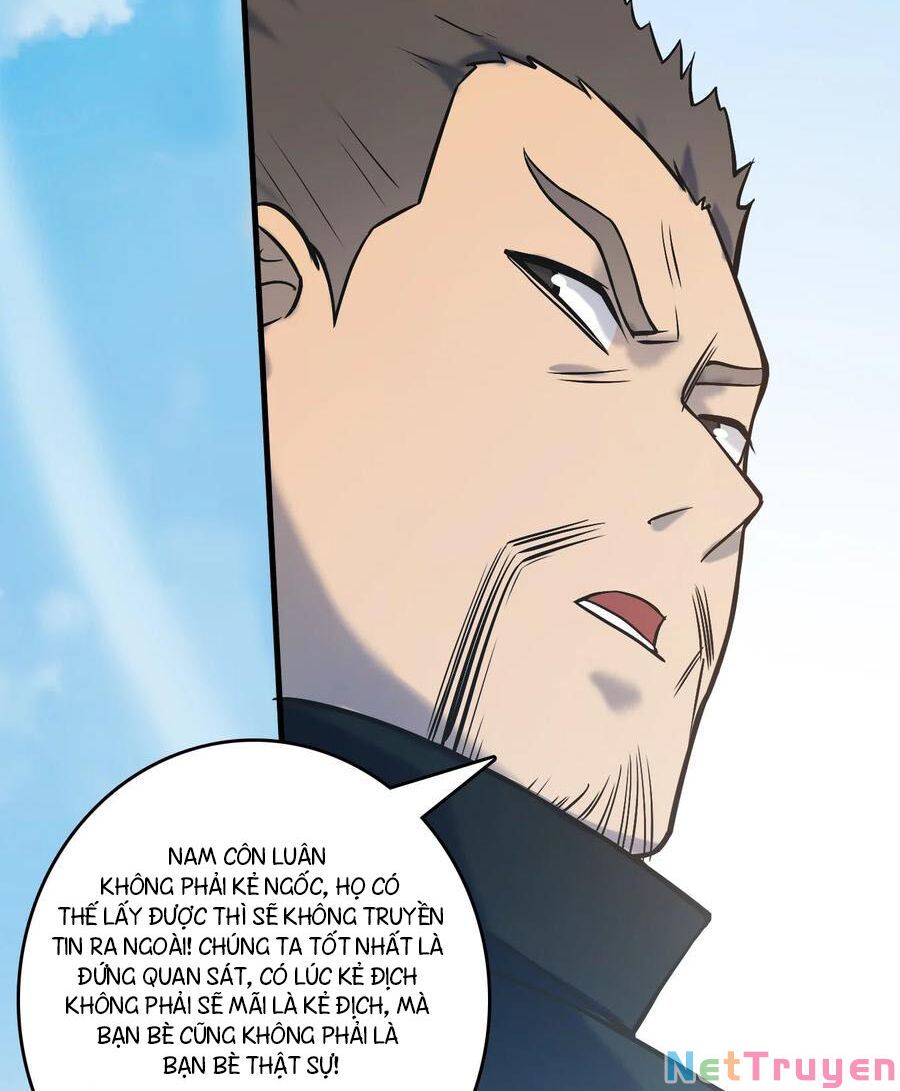 NAM CÔN LUÂN
KHÔNG PHẢI KẺ NGỐC, HỌ CÓ
THỂ LẤY ĐƯỢC THÌ SẼ KHÔNG TRUYỀN
TIN RA NGOÀI! CHÚNG TA TỐT NHẤT LÀ
ĐỨNG QUAN SÁT, CÓ LÚC KẺ ĐỊCH
KHÔNG PHẢI SẼ MÃI LÀ KẺ ĐỊCH, MÀ
BẠN BÈ CŨNG KHÔNG PHẢI LÀ
BẠN BÈ THẬT SỰ!
NETTRUYEN